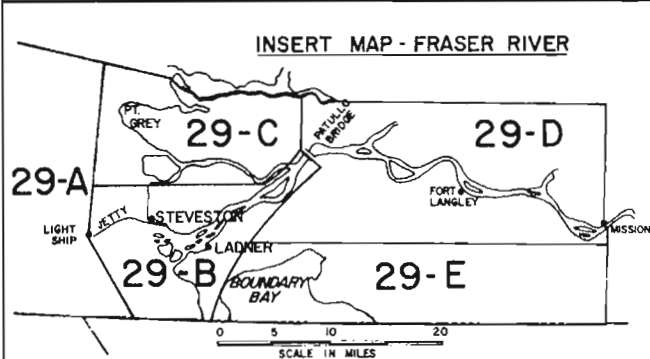 INSERT MAP - FRASER RIVER
PT.
GREY
29-C
PATULLO
BRIDGE
29-D
29-A
FORT
LANGLEY
JETTY
STEVESTON
LIGHT
SHIP
MISSION
LADNER
29-B
BOUNDARY
BAY
29-E
0 5 10 20
SCALE IN MILES